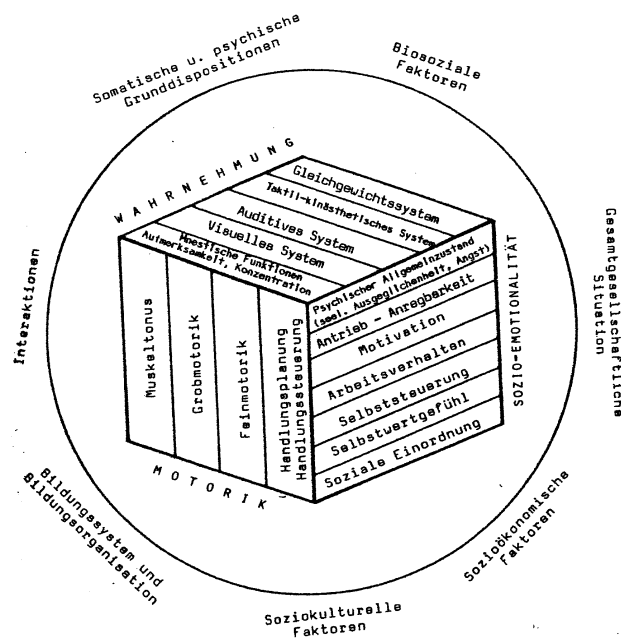 Somatische u. psychische
Grunddispositionen
Biosoziale
Faktoren
Gesamtgesellschaftliche
Situation
Sozioökonomische
Faktoren
Soziokulturelle
Faktoren
Bildungssystem und
Bildungsorganisation
Interaktionen
WAHRNEHMUNG
Gleichgewichtssystem
Taktil-kinästhetisches System
Auditives System
Visuelles System
Mnestische Funktionen
Aufmerksamkeit, Konzentration
MOTORIK
Muskeltonus
Grobmotorik
Feinmotorik
Handlungsplanung
Handlungssteuerung
SOZIO-EMOTIONALITÄT
Psychischer Allgemeinzustand
(seel. Ausgeglichenheit, Angst)
Antrieb - Anregbarkeit
Motivation
Arbeitsverhalten
Selbststeuerung
Selbstwertgefühl
Soziale Einordnung